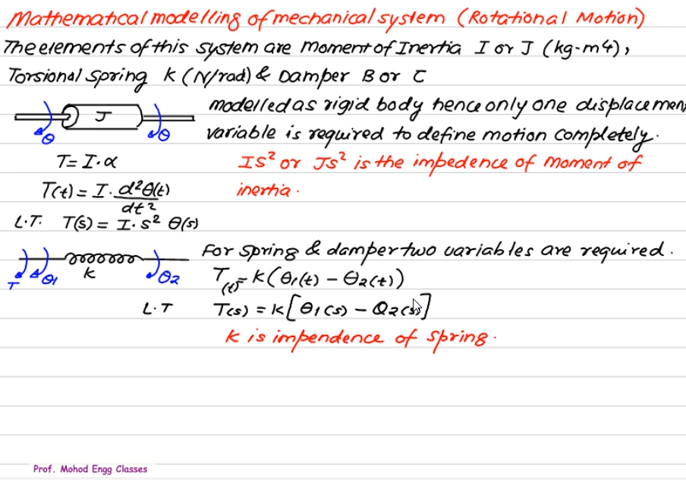 Mathematical modelling of mechanical system (Rotational Motion)
The elements of this system are Moment of Inertia I or J (kg-m4),
Torsional Spring K (N/rad) & Damper B or C
J
θ
θ
modelled as rigid body hence only one displacemen
variable is required to define motion completely.
T = I·α
IS² or JS² is the impedence of moment of
inertia.
T(t) = I · d²θ(t)/dt²
L·T. T(s) = I·s² θ(s)
For spring & damper two variables are required.
T θ1 K θ2
T(t) = K(θ1(t) - θ2(t))
L·T T(s) = K[θ1(s) - θ2(s)]
K is impendence of spring.
Prof. Mohod Engg Classes